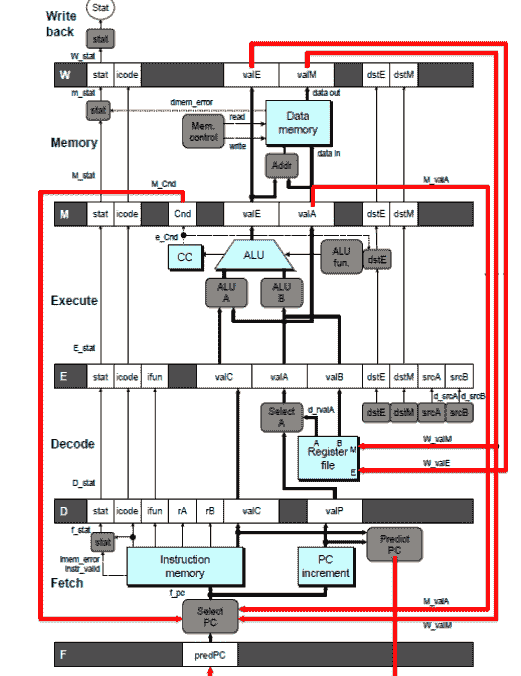 Stat
Write
back
stat
W_stat
W
stat
icode
valE
valM
dstE
dstM
m_stat
data out
dmem_error
stat
read
Mem.
control
write
Data
memory
Memory
Addr
data in
M_stat
M_Cnd
M_valA
M
stat
icode
Cnd
valE
valA
dstE
dstM
e_Cnd
CC
ALU
ALU
fun.
dstE
ALU
A
ALU
B
Execute
E_stat
E
stat
icode
ifun
valC
valA
valB
dstE
dstM
srcA
srcB
d_srcA
d_srcB
Select
A
d_rvalA
dstE
dstM
srcA
srcB
A
B
M
Register
file
E
W_valM
W_valE
Decode
D_stat
D
stat
icode
ifun
rA
rB
valC
valP
f_stat
stat
Imem_error
Instr_valid
Instruction
memory
PC
increment
Predict
PC
Fetch
f_pc
Select
PC
M_valA
W_valM
F
predPC